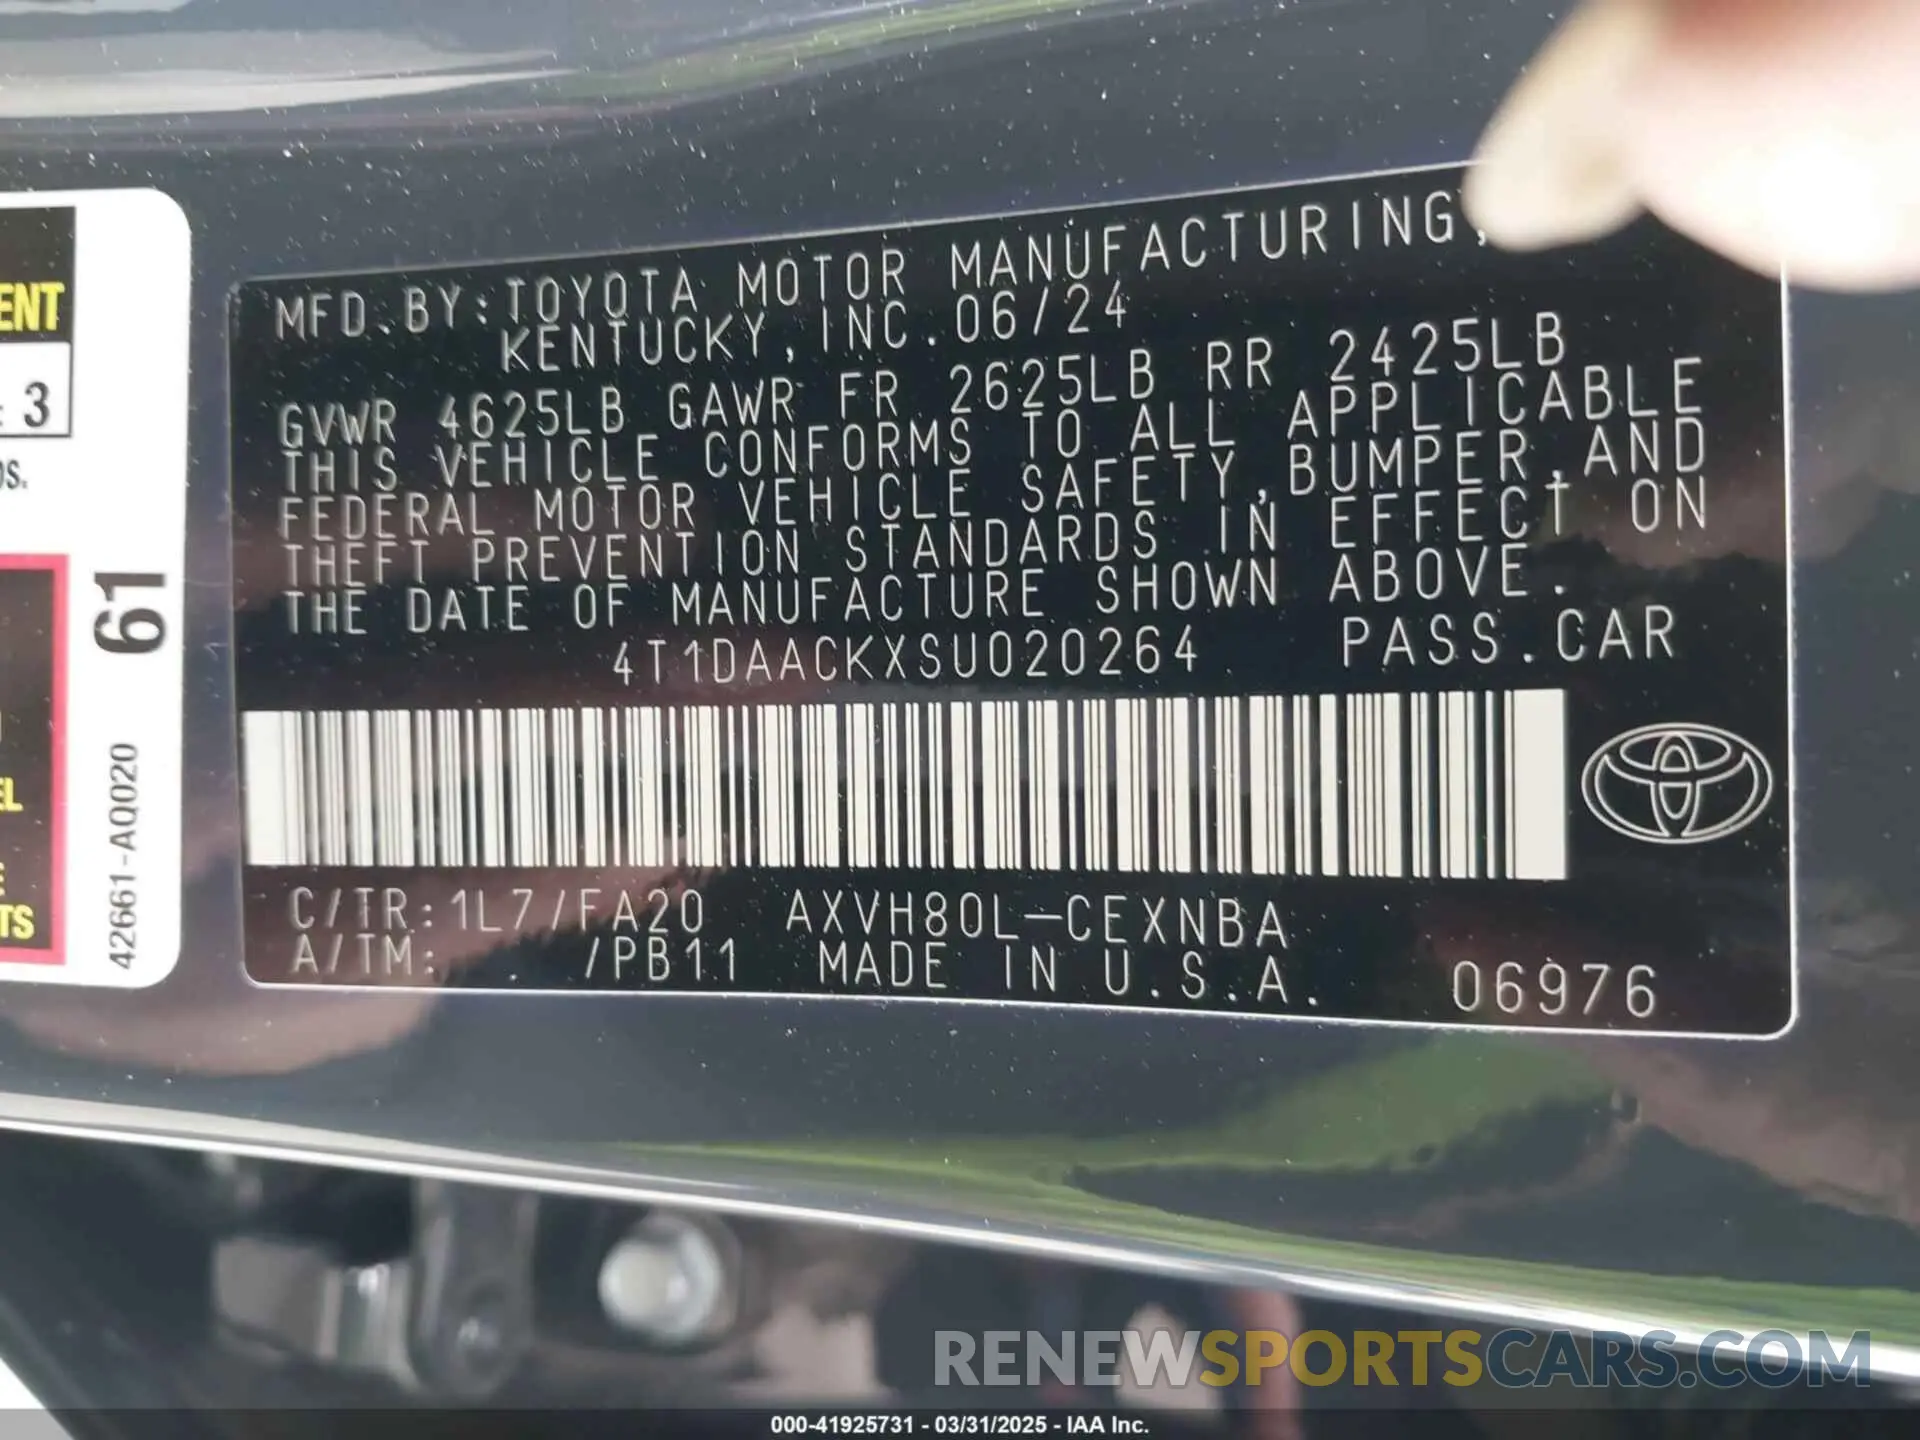 MFD.BY:TOYOTA MOTOR MANUFACTURING,
KENTUCKY, INC.06/24
GVWR 4625LB GAWR FR 2625LB RR 2425LB
THIS VEHICLE CONFORMS TO ALL APPLICABLE
FEDERAL MOTOR VEHICLE SAFETY,BUMPER,AND
THEFT PREVENTION STANDARDS IN EFFECT ON
THE DATE OF MANUFACTURE SHOWN ABOVE.
4T1DAACKXSU020264 PASS.CAR
C/TR:1L7/FA20 AXVH80L-CEXNBA
A/TM: . /PB11 MADE IN U.S.A. 06976
3
61
42661-AQ020
RENEWSPORTSCARS.COM
000-41925731 - 03/31/2025 - IAA Inc.